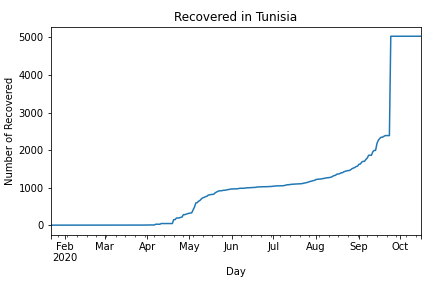 Recovered in Tunisia
Number of Recovered
5000
4000
3000
2000
1000
0
Feb Mar Apr May Jun Jul Aug Sep Oct
2020
Day